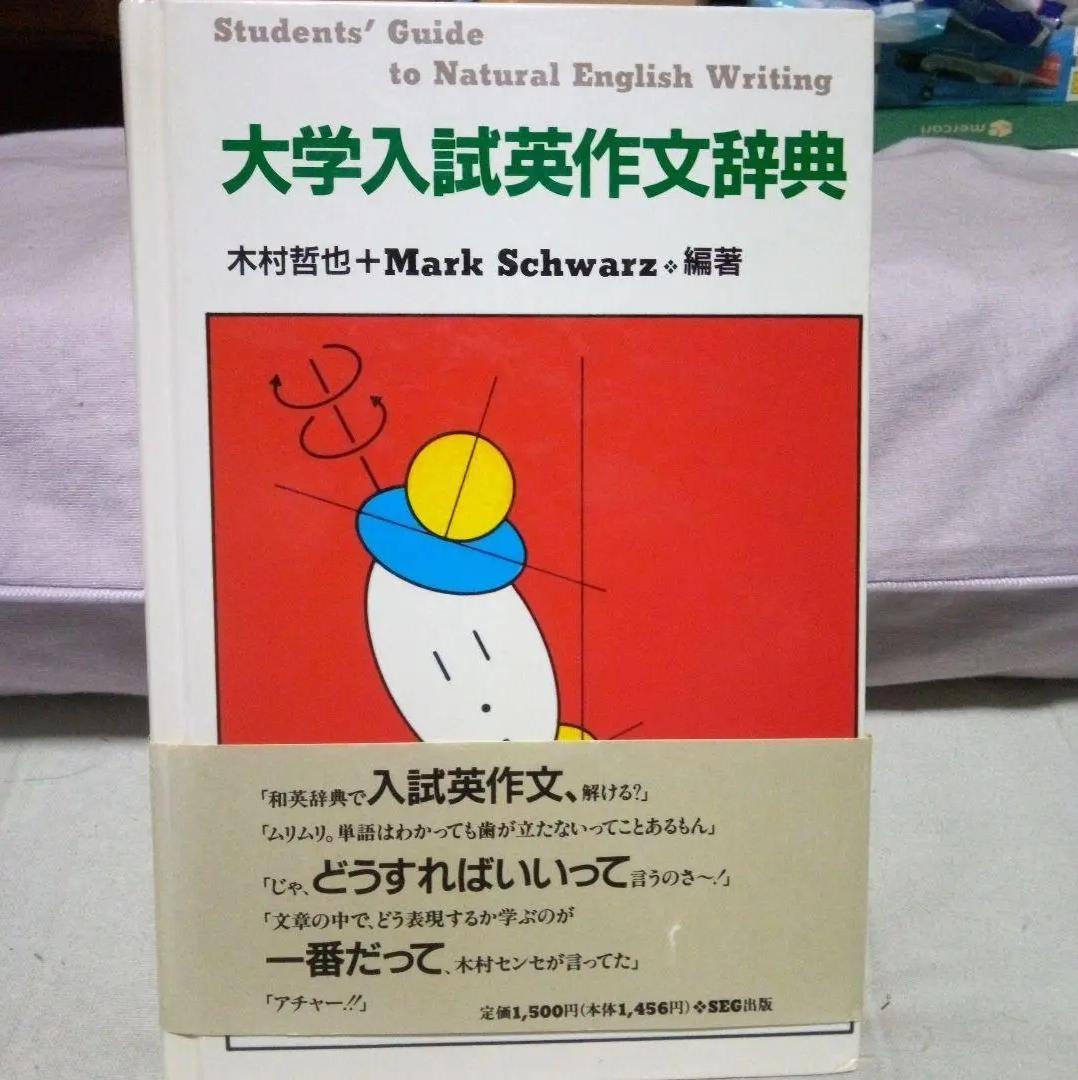 Students' Guide
to Natural English Writing
大学入試英作文辞典
木村哲也+Mark Schwarz❖編著
「和英辞典で入試英作文、解ける?」
「ムリムリ。単語はわかっても歯が立たないってことあるもん」
「じゃ、どうすればいいって言うのさ〜!」
「文章の中で、どう表現するか学ぶのが
一番だって、木村センセが言ってた」
「アチャー!!」
定価1,500円(本体1,456円)❖SEG出版
mercari